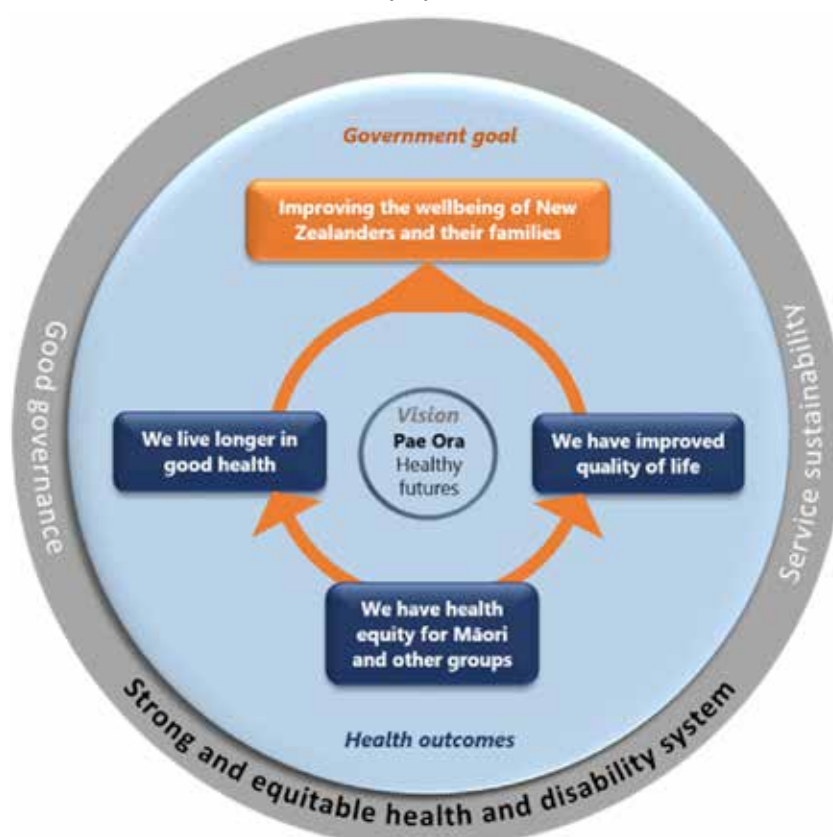 Government goal
Improving the wellbeing of New
Zealanders and their families
Good governance
Service sustainability
We live longer in
good health
Vision
Pae Ora
Healthy
futures
We have improved
quality of life
We have health
equity for Māori
and other groups
Health outcomes
Strong and equitable health and disability system